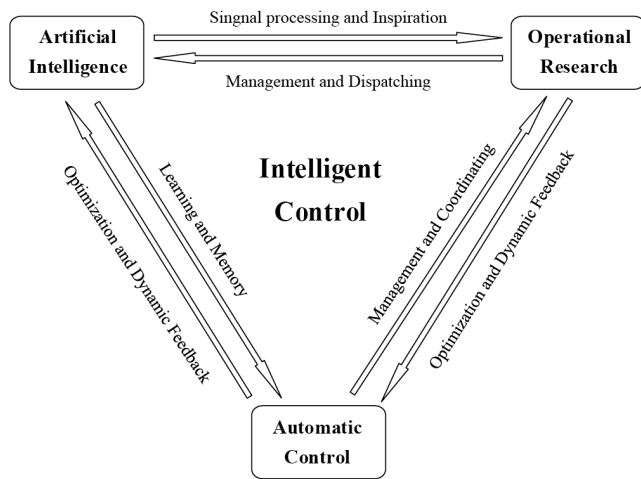 Singnal processing and Inspiration
Artificial
Intelligence
Operational
Research
Management and Dispatching
Intelligent
Control
Optimization and Dynamic Feedback
Learning and Memory
Management and Coordinating
Optimization and Dynamic Feedback
Automatic
Control